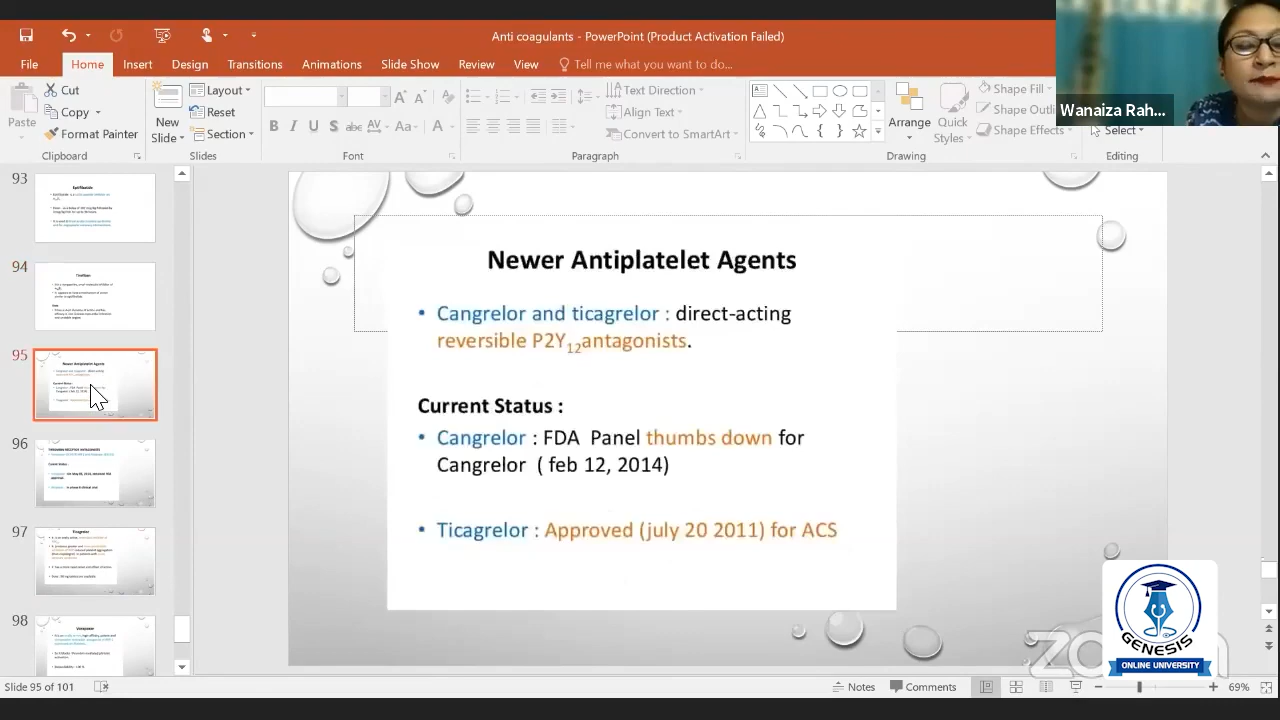 Anti coagulants - PowerPoint (Product Activation Failed)
File Home Insert Design Transitions Animations Slide Show Review View Tell me what you want to do...
Paste
Cut
Copy
Format Painter
Clipboard
New
Slide
Layout
Reset
Section
Slides
Font
Text Direction
Align Text
Convert to SmartArt
Paragraph
Arrange
Quick
Styles
Shape Fill
Shape Outli
Shape Effects
Drawing
Select
Editing
Wanaiza Rah...
93
94
95
96
97
98
Newer Antiplatelet Agents
• Cangrelor and ticagrelor : direct-acting
reversible P2Y12antagonists.
Current Status :
• Cangrelor : FDA Panel thumbs down for
Cangrelor ( feb 12, 2014)
• Ticagrelor : Approved (july 20 2011) for ACS
GENESIS
ONLINE UNIVERSITY
Slide 95 of 101
Notes
Comments
69%